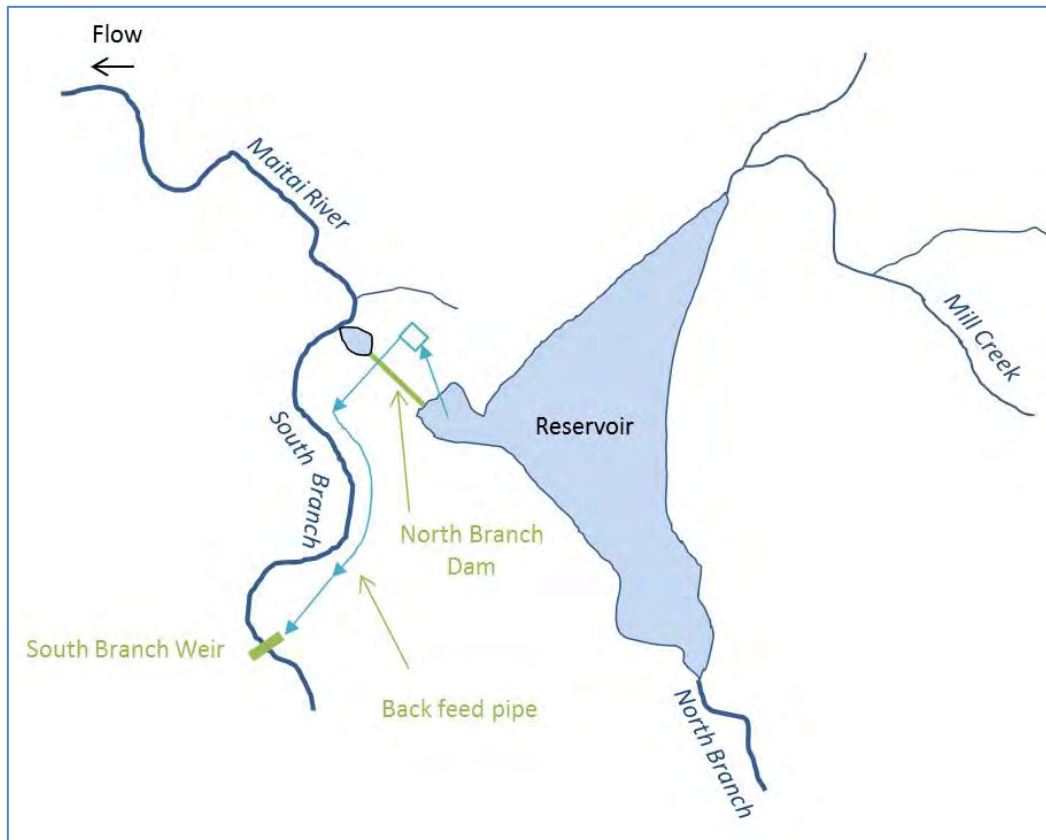 Flow
Maitai River
Reservoir
Mill Creek
South Branch
North Branch
Dam
South Branch Weir
Back feed pipe
North Branch